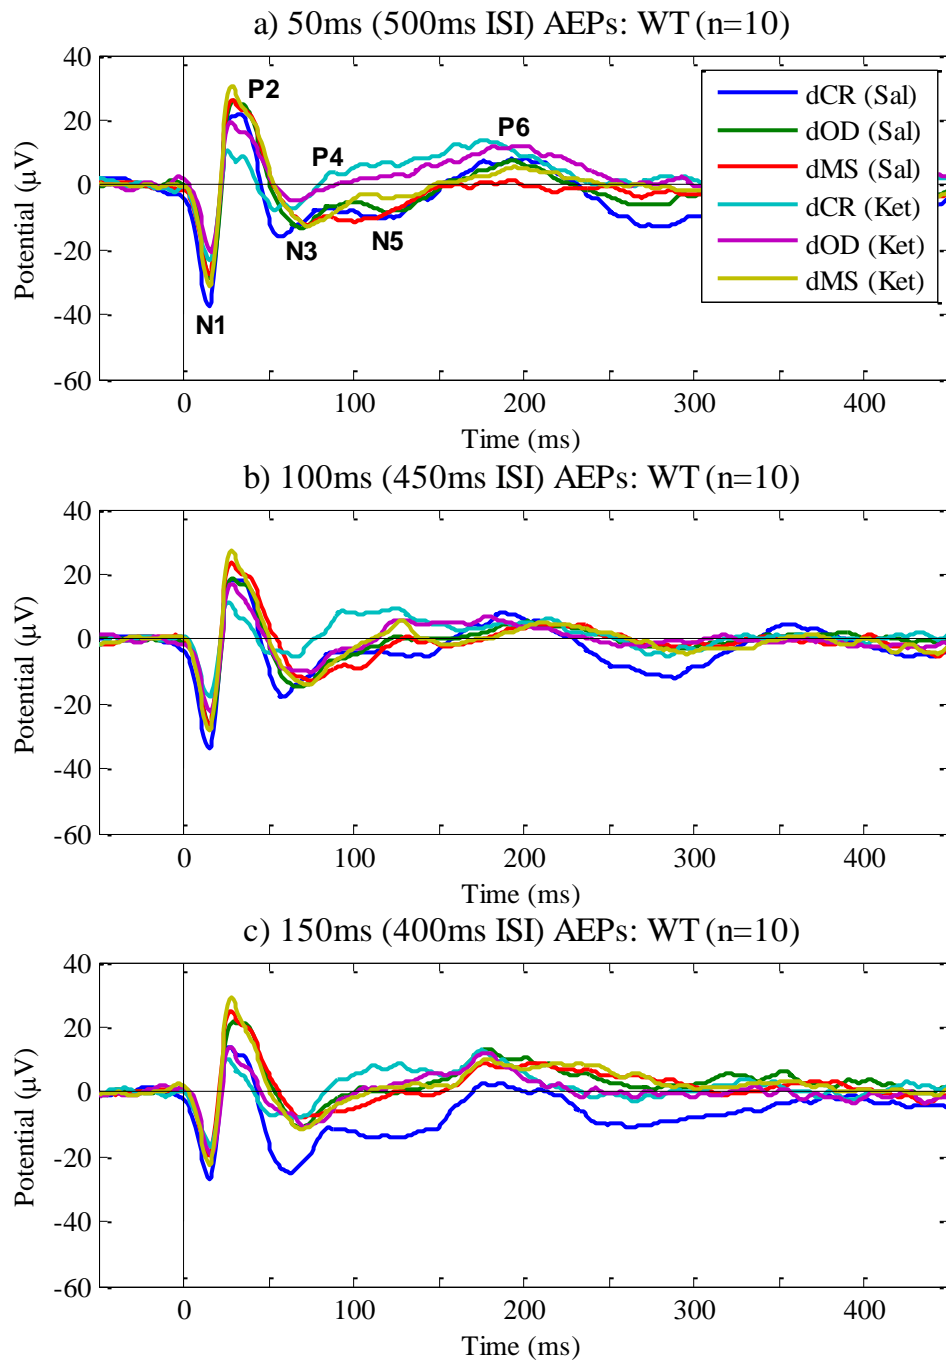 a) 50ms (500ms ISI) AEPs: WT (n=10)
40
20
0
-20
-40
-60
Potential (µV)
P2
P4
P6
N3
N5
N1
dCR (Sal)
dOD (Sal)
dMS (Sal)
dCR (Ket)
dOD (Ket)
dMS (Ket)
0 100 200 300 400
Time (ms)
b) 100ms (450ms ISI) AEPs: WT (n=10)
40
20
0
-20
-40
-60
Potential (µV)
0 100 200 300 400
Time (ms)
c) 150ms (400ms ISI) AEPs: WT (n=10)
40
20
0
-20
-40
-60
Potential (µV)
0 100 200 300 400
Time (ms)